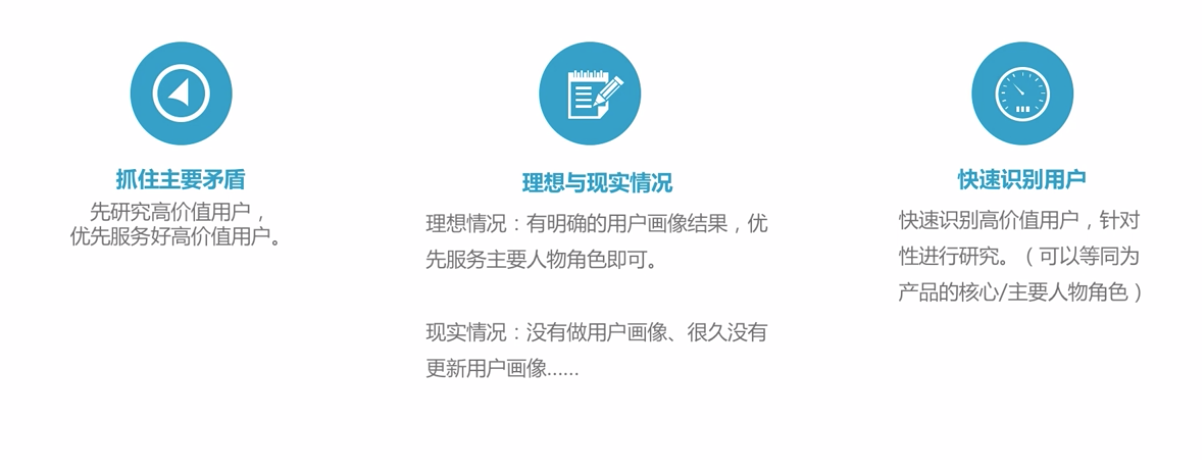 抓住主要矛盾
先研究高价值用户，
优先服务好高价值用户。
理想与现实情况
理想情况：有明确的用户画像结果，优
先服务主要人物角色即可。
现实情况：没有做用户画像、很久没有
更新用户画像......
快速识别用户
快速识别高价值用户，针对
性进行研究。（可以等同为
产品的核心/主要人物角色）